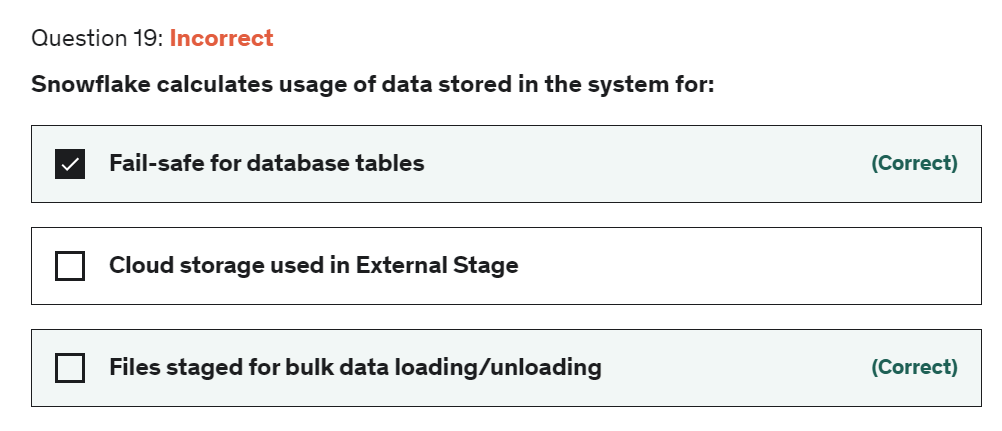 Question 19: Incorrect
Snowflake calculates usage of data stored in the system for:
Fail-safe for database tables (Correct)
Cloud storage used in External Stage
Files staged for bulk data loading/unloading (Correct)